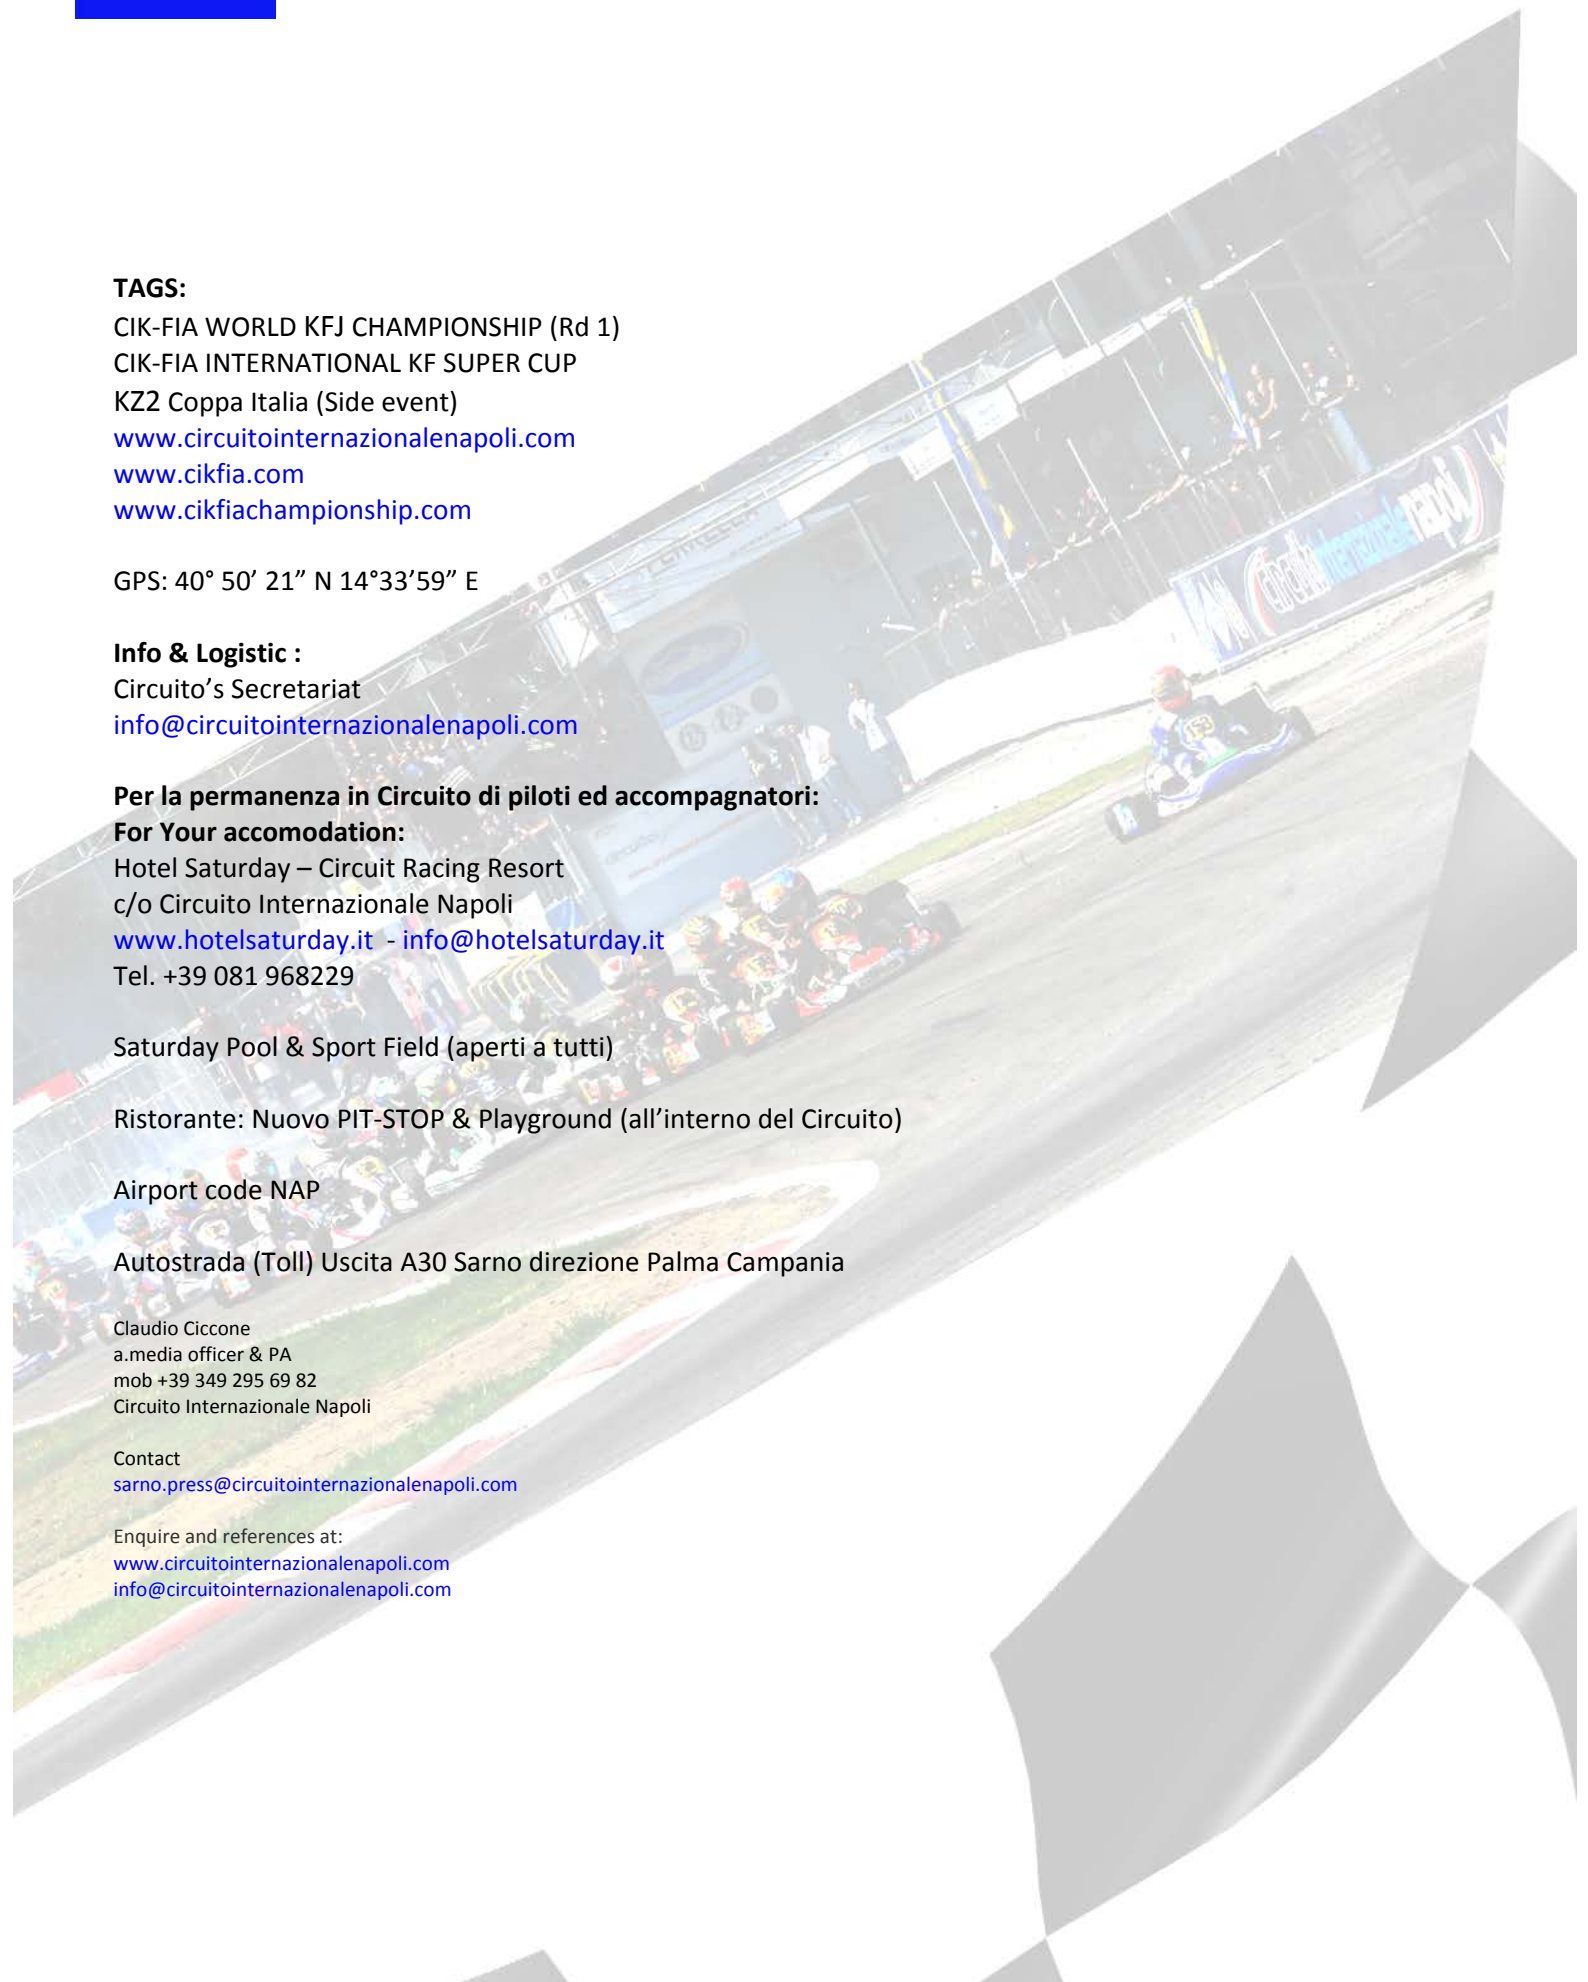 TAGS:
CIK-FIA WORLD KFJ CHAMPIONSHIP (Rd 1)
CIK-FIA INTERNATIONAL KF SUPER CUP
KZ2 Coppa Italia (Side event)
www.circuitointernazionalenapoli.com
www.cikfia.com
www.cikfiachampionship.com
GPS: 40° 50’ 21” N 14°33’59” E
Info & Logistic :
Circuito’s Secretariat
info@circuitointernazionalenapoli.com
Per la permanenza in Circuito di piloti ed accompagnatori:
For Your accomodation:
Hotel Saturday – Circuit Racing Resort
c/o Circuito Internazionale Napoli
www.hotelsaturday.it - info@hotelsaturday.it
Tel. +39 081 968229
Saturday Pool & Sport Field (aperti a tutti)
Ristorante: Nuovo PIT-STOP & Playground (all’interno del Circuito)
Airport code NAP
Autostrada (Toll) Uscita A30 Sarno direzione Palma Campania
Claudio Ciccone
a.media officer & PA
mob +39 349 295 69 82
Circuito Internazionale Napoli
Contact
sarno.press@circuitointernazionalenapoli.com
Enquire and references at:
www.circuitointernazionalenapoli.com
info@circuitointernazionalenapoli.com
circuito internazionale napoli